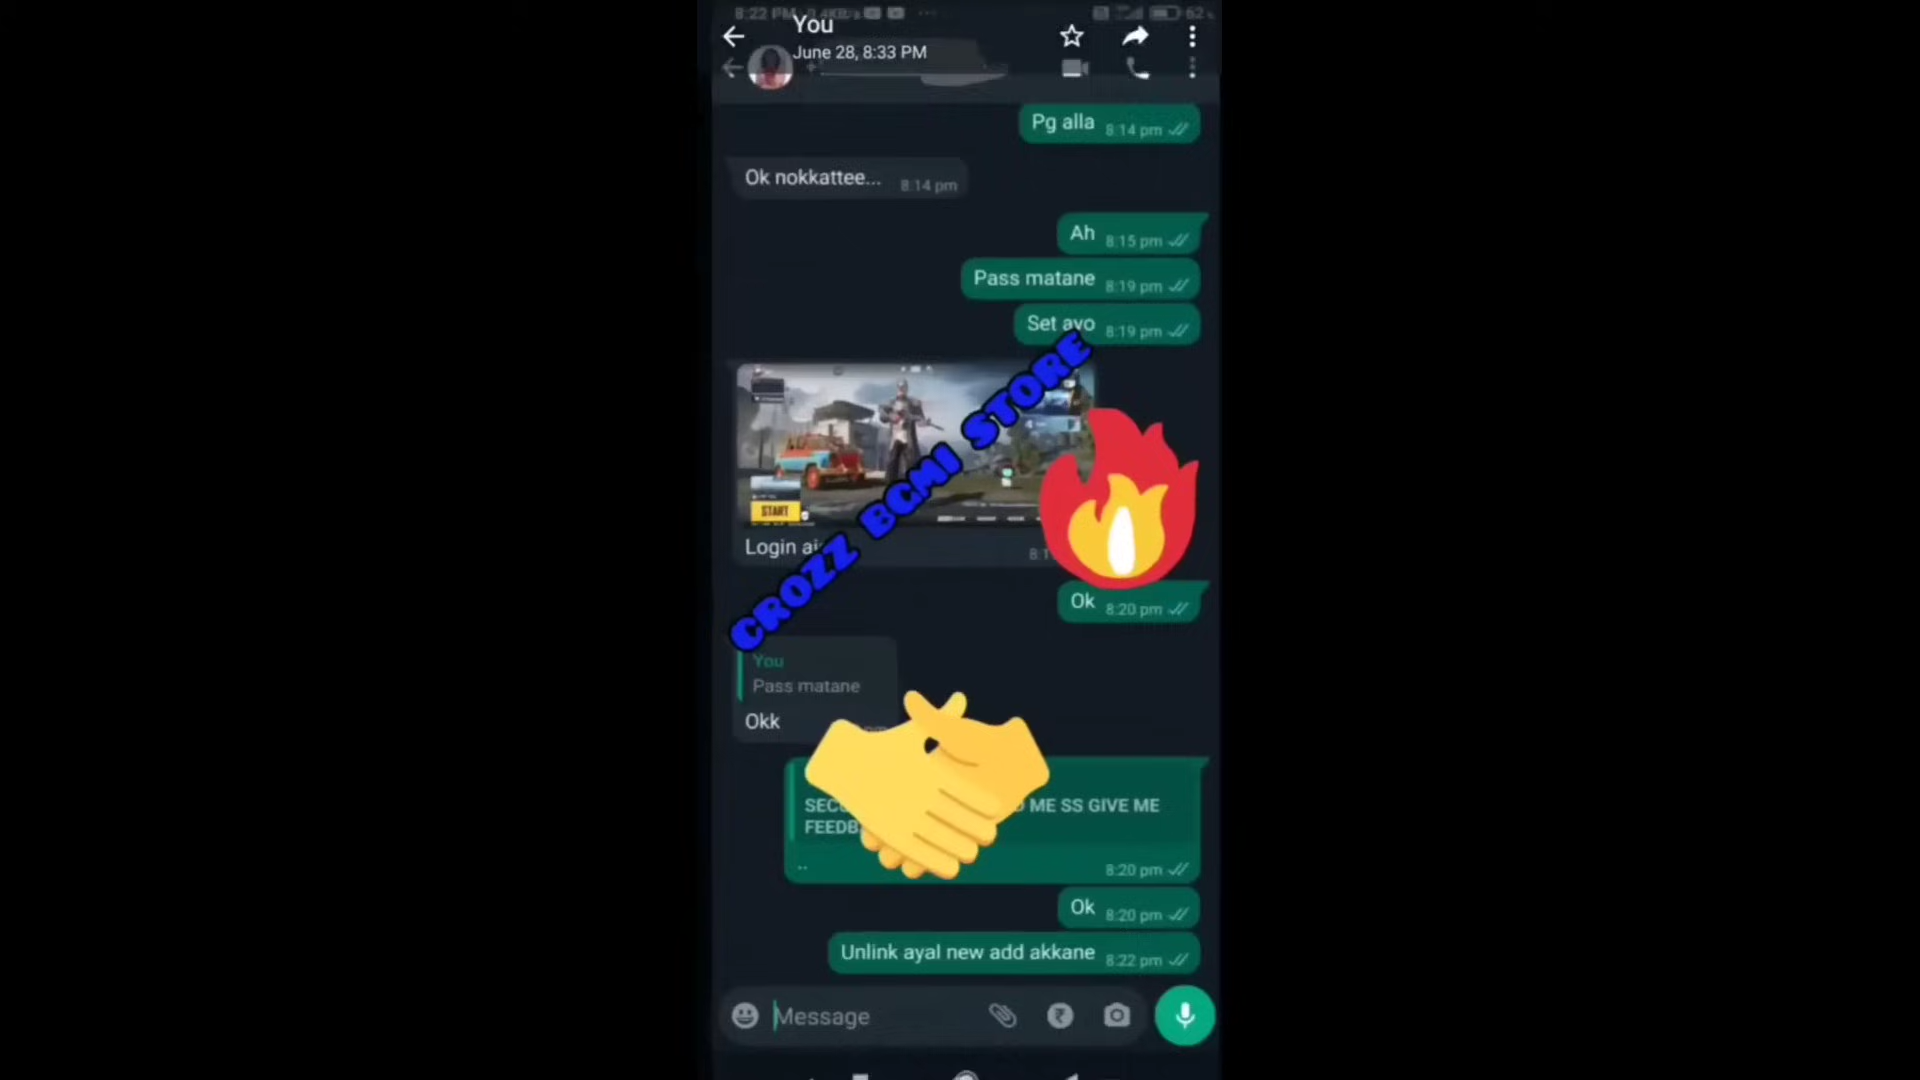 You
June 28, 8:33 PM
Pg alla 8:14 pm
Ok nokkattee... 8:14 pm
Ah 8:15 pm
Pass matane 8:19 pm
Set ayo 8:19 pm
CROZZ BGMI STORE
START
Login
Ok 8:20 pm
You
Pass matane
Okk
ME SS GIVE ME
.. 8:20 pm
Ok 8:20 pm
Unlink ayal new add akkane 8:22 pm
Message